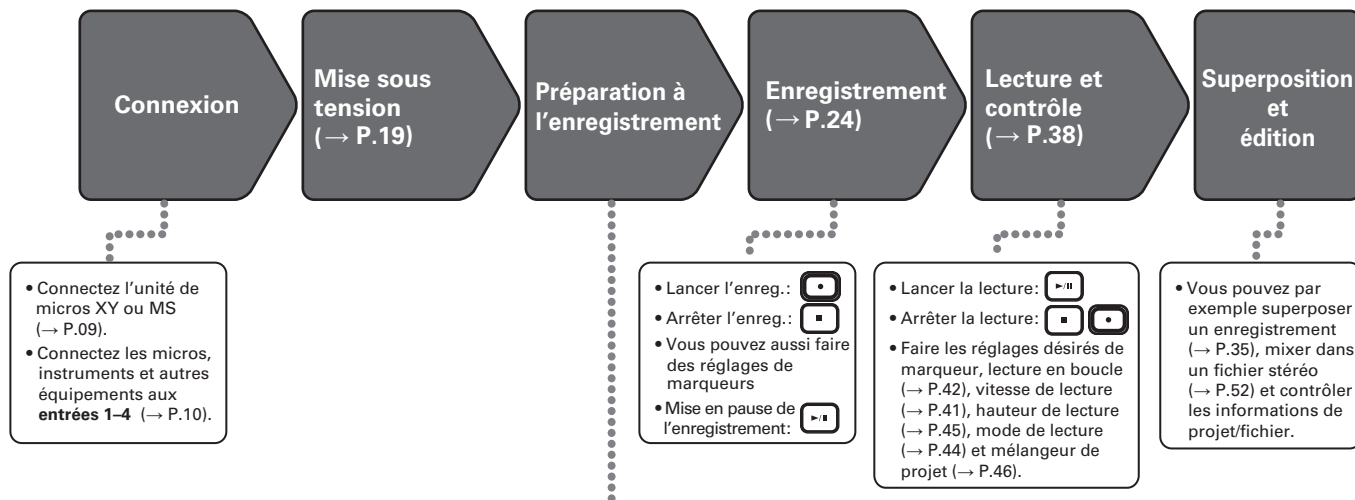 Connexion
Mise sous
tension
(→ P.19)
Préparation à
l'enregistrement
Enregistrement
(→ P.24)
Lecture et
contrôle
(→ P.38)
Superposition
et
édition
• Connectez l'unité de
micros XY ou MS
(→ P.09).
• Connectez les micros,
instruments et autres
équipements aux
entrées 1–4 (→ P.10).
• Lancer l'enreg.:
• Arrêter l'enreg.:
• Vous pouvez aussi faire
des réglages de
marqueurs
• Mise en pause de
l'enregistrement:
• Lancer la lecture:
• Arrêter la lecture:
• Faire les réglages désirés de
marqueur, lecture en boucle
(→ P.42), vitesse de lecture
(→ P.41), hauteur de lecture
(→ P.45), mode de lecture
(→ P.44) et mélangeur de
projet (→ P.46).
• Vous pouvez par
exemple superposer
un enregistrement
(→ P.35), mixer dans
un fichier stéréo
(→ P.52) et contrôler
les informations de
projet/fichier.